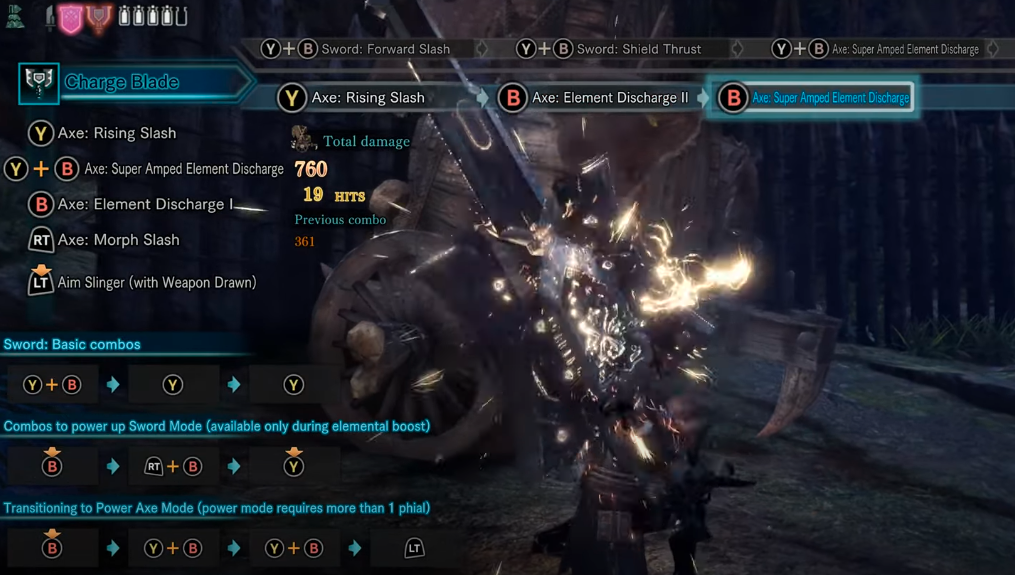 Y + B Sword: Forward Slash Y + B Sword: Shield Thrust Y + B Axe: Super Amped Element Discharge
Charge Blade
Y Axe: Rising Slash B Axe: Element Discharge II B Axe: Super Amped Element Discharge
Y Axe: Rising Slash
Total damage
Y + B Axe: Super Amped Element Discharge
760
19 HITS
B Axe: Element Discharge I
Previous combo
361
RT Axe: Morph Slash
LT Aim Slinger (with Weapon Drawn)
Sword: Basic combos
Y + B Y Y
Combos to power up Sword Mode (available only during elemental boost)
B RT + B Y
Transitioning to Power Axe Mode (power mode requires more than 1 phial)
B Y + B Y + B LT